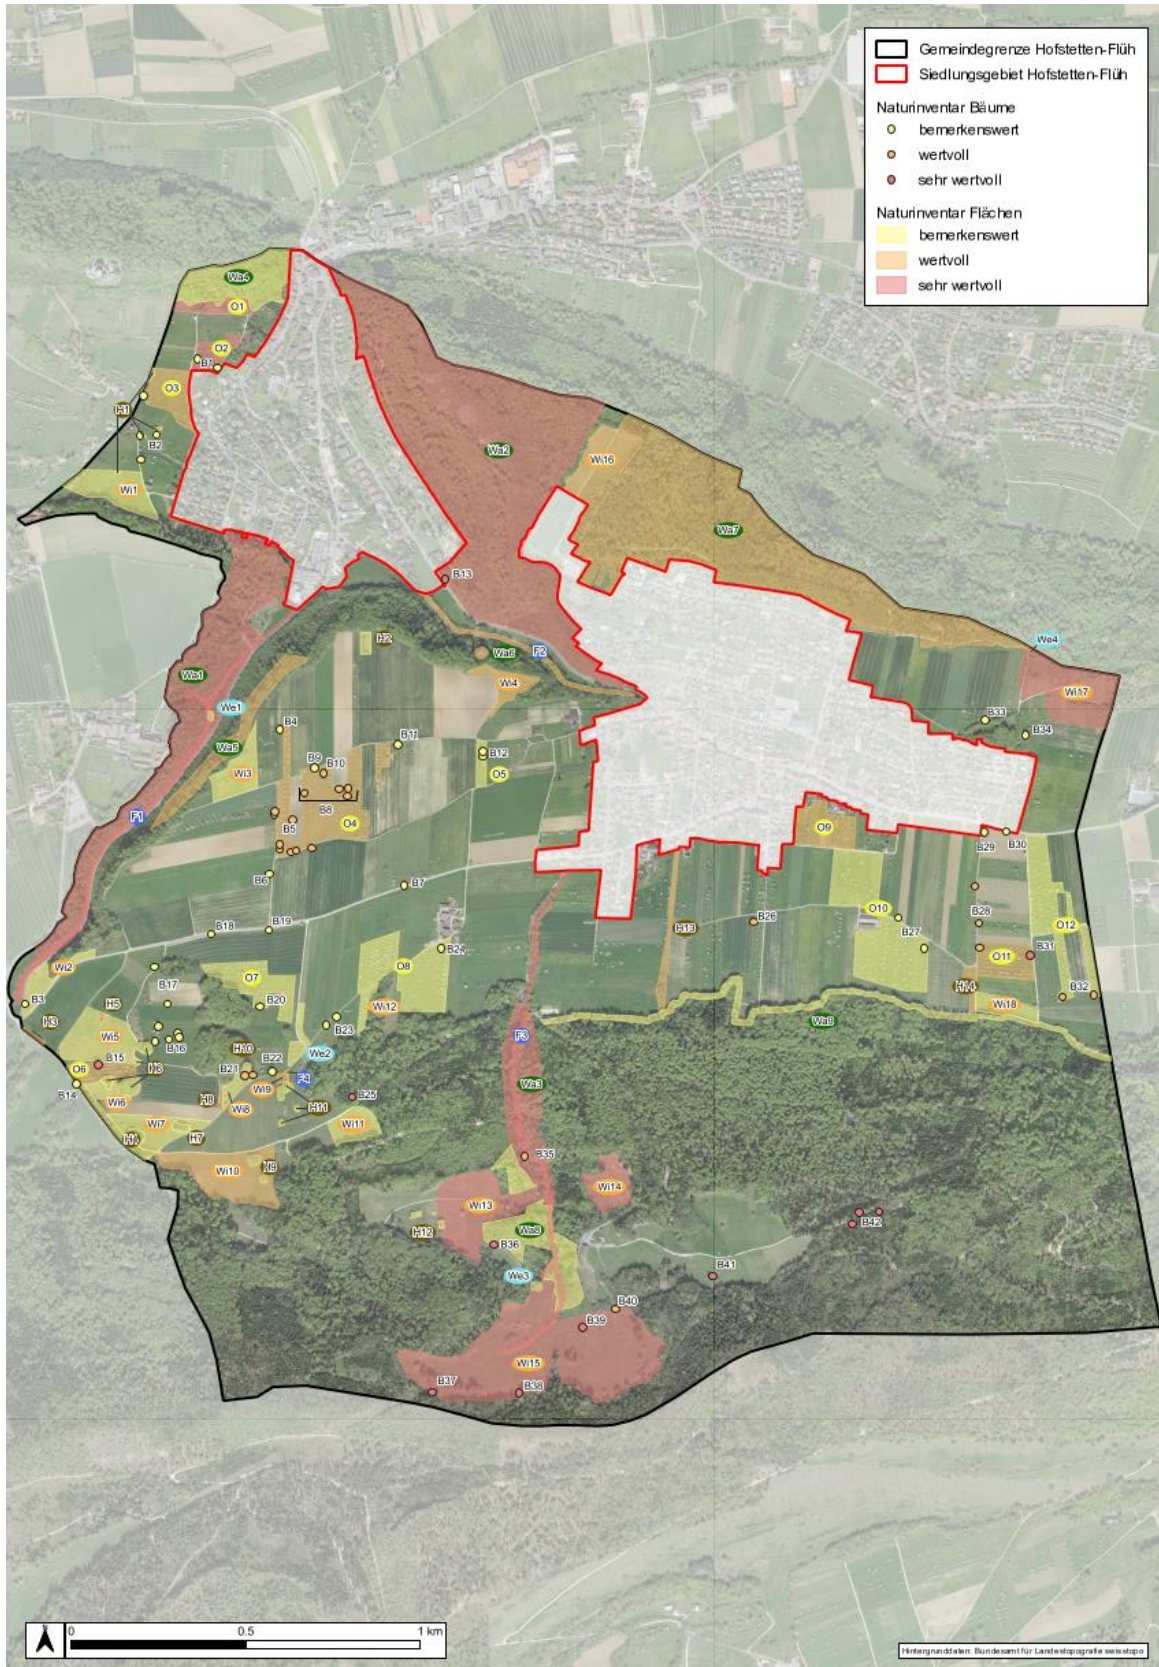 Gemeindegrenze Hofstetten-Flüh
Siedlungsgebiet Hofstetten-Flüh
Naturinventar Bäume
bemerkenswert
wertvoll
sehr wertvoll
Naturinventar Flächen
bemerkenswert
wertvoll
sehr wertvoll
Wa4
O1
O2
B1
O3
H1
B2
Wi1
Wa2
Wi16
Wa7
B13
H2
Wa6
F2
We4
Wa1
Wi4
Wi17
We1
B4
B33
B34
Wa5
B11
B12
B9
B10
Wi3
O5
F1
B8
B5
O4
O9
B29
B30
B6
B7
B18
B19
H13
B26
O10
B28
O12
B27
B24
O11
B31
Wi2
B17
O7
O8
H14
B3
H5
B20
Wi12
B32
H3
Wi5
B23
Wi18
Wa9
F3
B16
H10
We2
O6
B15
H6
B21
B22
F4
Wa3
B14
Wi9
Wi6
H8
Wi8
H11
B25
Wi7
Wi11
H4
H7
B35
Wi10
H9
Wi14
Wi13
H12
Wa8
B42
B36
We3
B41
B40
B39
Wi15
B37
B38
N
0 0.5 1 km
Hintergrunddaten: Bundesamt für Landestopografie swisstopo